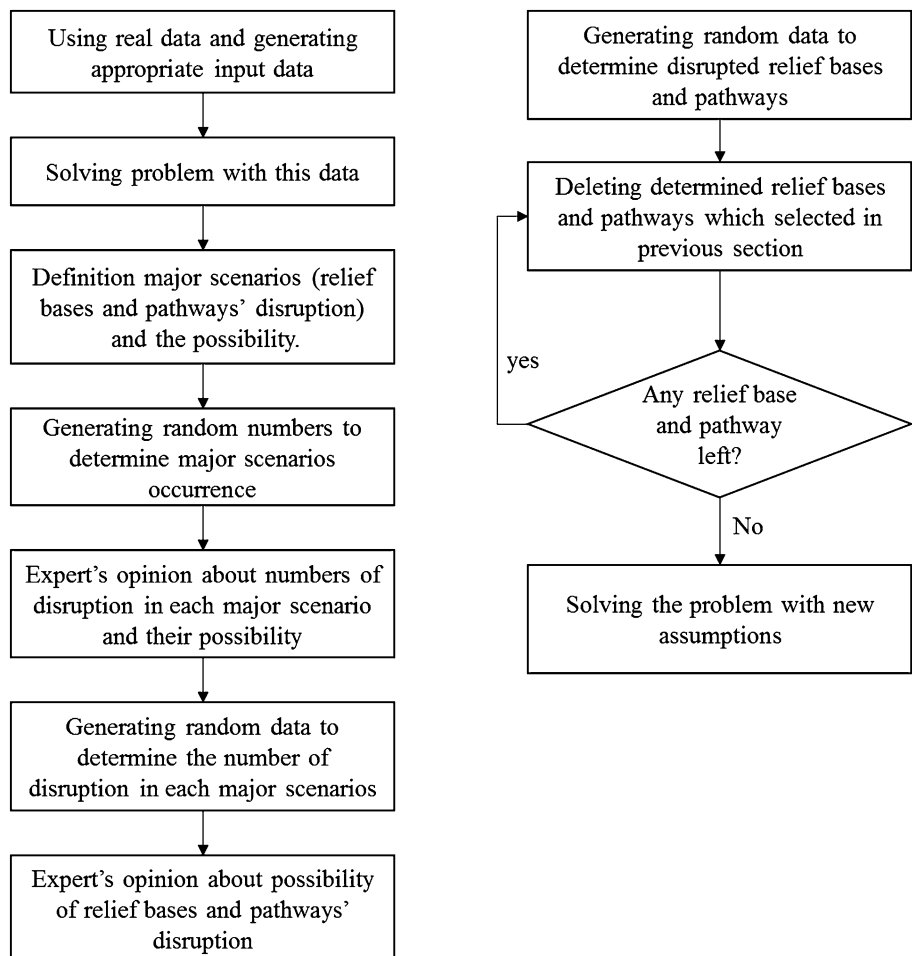 Using real data and generating
appropriate input data
Solving problem with this data
Definition major scenarios (relief
bases and pathways’ disruption)
and the possibility.
Generating random numbers to
determine major scenarios
occurrence
Expert’s opinion about numbers of
disruption in each major scenario
and their possibility
Generating random data to
determine the number of
disruption in each major scenarios
Expert’s opinion about possibility
of relief bases and pathways’
disruption
Generating random data to
determine disrupted relief bases
and pathways
Deleting determined relief bases
and pathways which selected in
previous section
yes
Any relief base
and pathway
left?
No
Solving the problem with new
assumptions